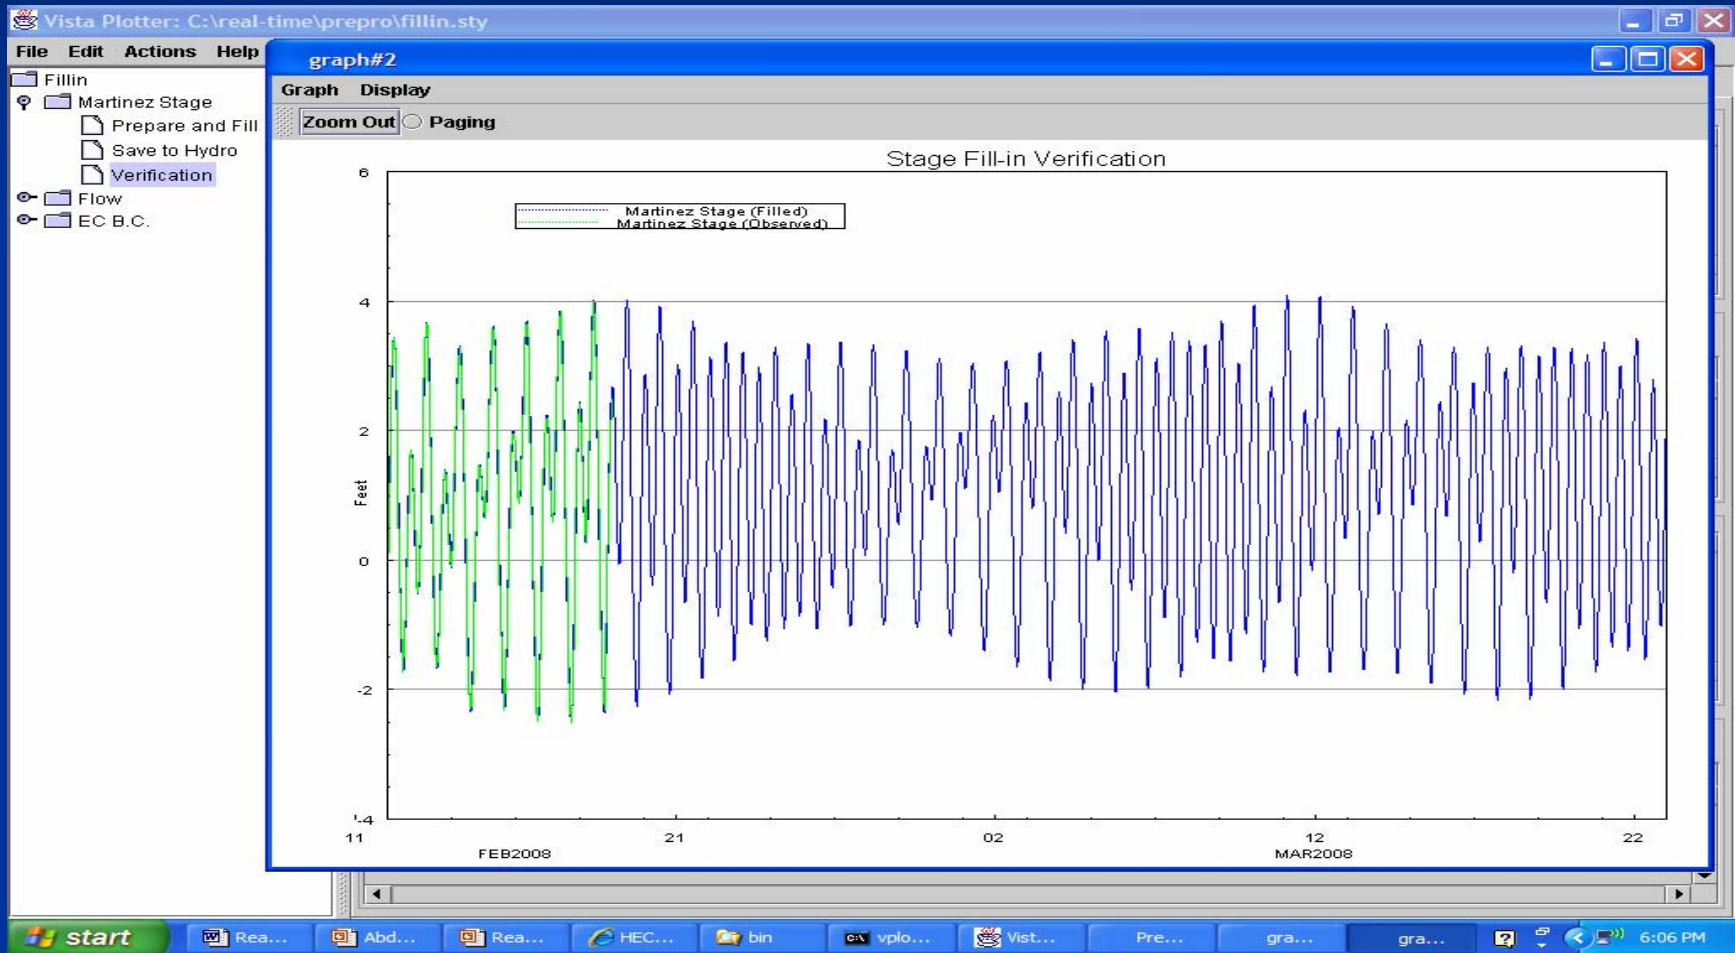 Vista Plotter: C:\real-time\prepro\fillin.sty
File Edit Actions Help
Fillin
Martinez Stage
Prepare and Fill
Save to Hydro
Verification
Flow
EC B.C.
graph#2
Graph Display
Zoom Out Paging
Stage Fill-in Verification
Martinez Stage (Filled)
Martinez Stage (Observed)
Feet
6
4
2
0
-2
-4
11 21 02 12 22
FEB2008 MAR2008
start Rea... Abd... Rea... HEC... bin vplo... Vist... Pre... gra... gra... 6:06 PM